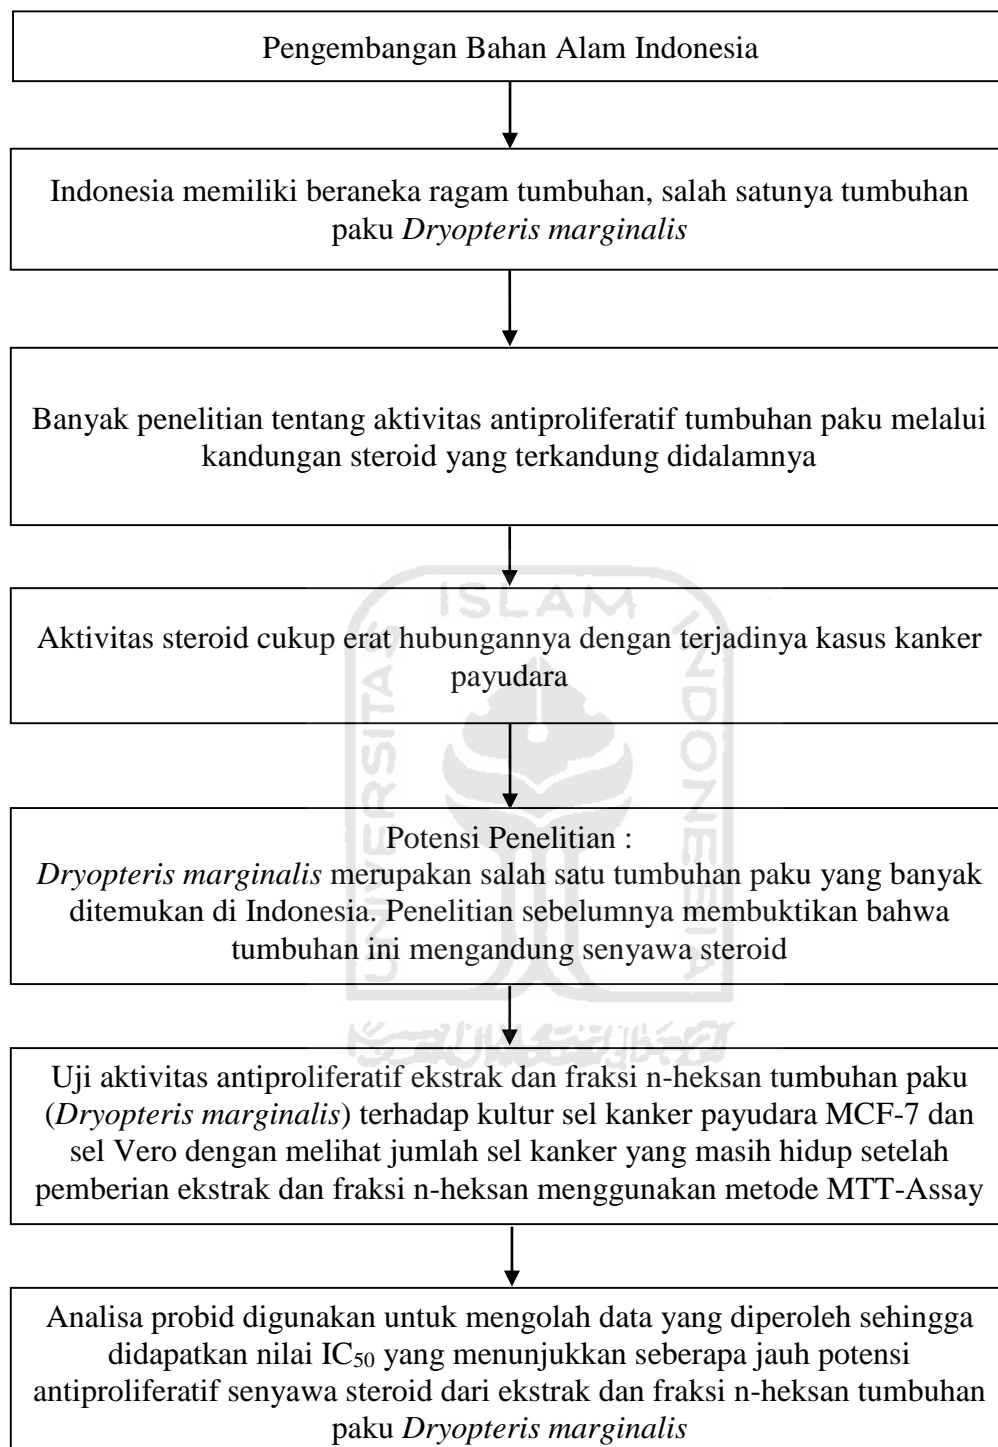 Pengembangan Bahan Alam Indonesia
Indonesia memiliki beraneka ragam tumbuhan, salah satunya tumbuhan
paku Dryopteris marginalis
Banyak penelitian tentang aktivitas antiproliferatif tumbuhan paku melalui
kandungan steroid yang terkandung didalamnya
Aktivitas steroid cukup erat hubungannya dengan terjadinya kasus kanker
payudara
Potensi Penelitian :
Dryopteris marginalis merupakan salah satu tumbuhan paku yang banyak
ditemukan di Indonesia. Penelitian sebelumnya membuktikan bahwa
tumbuhan ini mengandung senyawa steroid
Uji aktivitas antiproliferatif ekstrak dan fraksi n-heksan tumbuhan paku
(Dryopteris marginalis) terhadap kultur sel kanker payudara MCF-7 dan
sel Vero dengan melihat jumlah sel kanker yang masih hidup setelah
pemberian ekstrak dan fraksi n-heksan menggunakan metode MTT-Assay
Analisa probid digunakan untuk mengolah data yang diperoleh sehingga
didapatkan nilai IC50 yang menunjukkan seberapa jauh potensi
antiproliferatif senyawa steroid dari ekstrak dan fraksi n-heksan tumbuhan
paku Dryopteris marginalis
UNIVERSITAS
ISLAM
INDONESIA